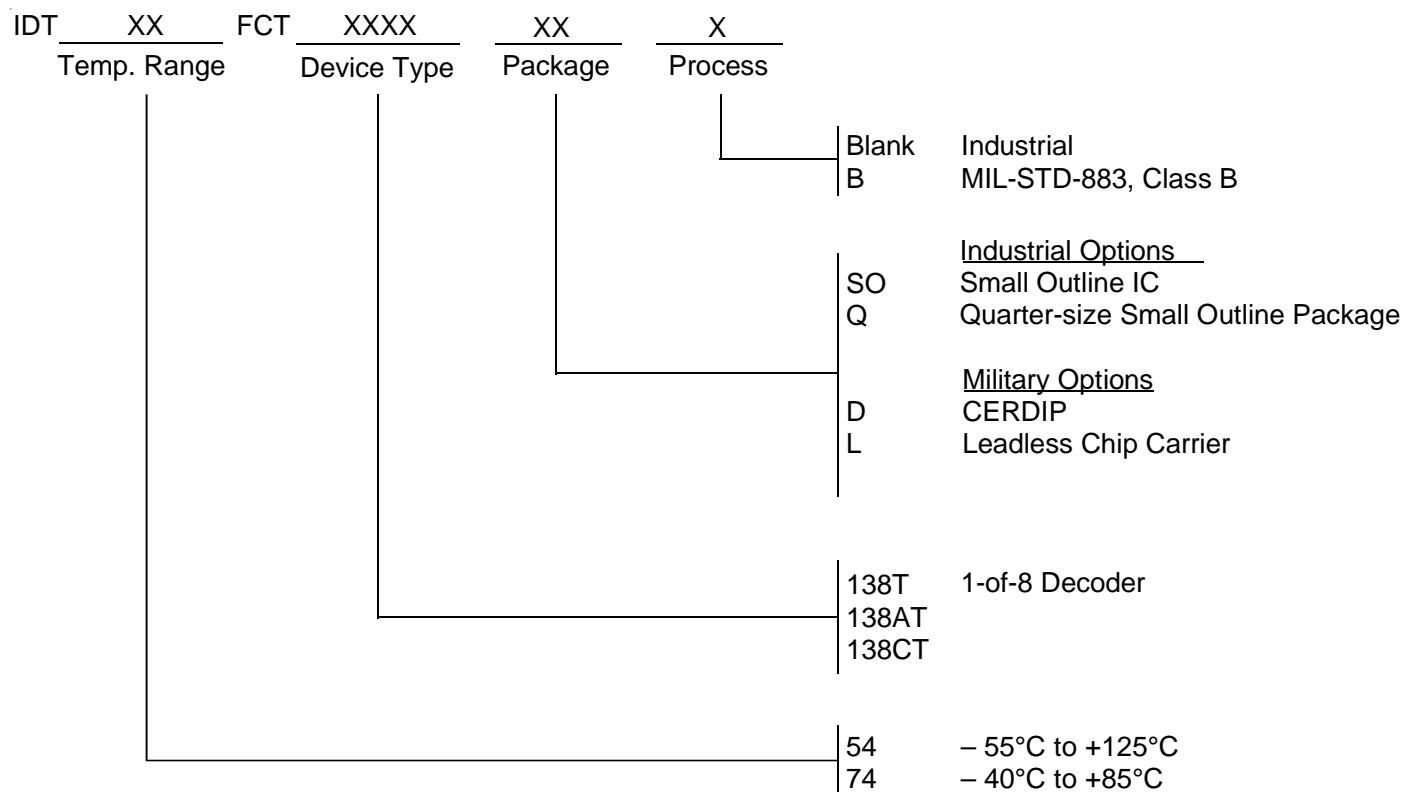 IDT XX FCT XXXX XX X
Temp. Range Device Type Package Process
Blank Industrial
B MIL-STD-883, Class B
Industrial Options
SO Small Outline IC
Q Quarter-size Small Outline Package
Military Options
D CERDIP
L Leadless Chip Carrier
138T 1-of-8 Decoder
138AT
138CT
54 – 55°C to +125°C
74 – 40°C to +85°C